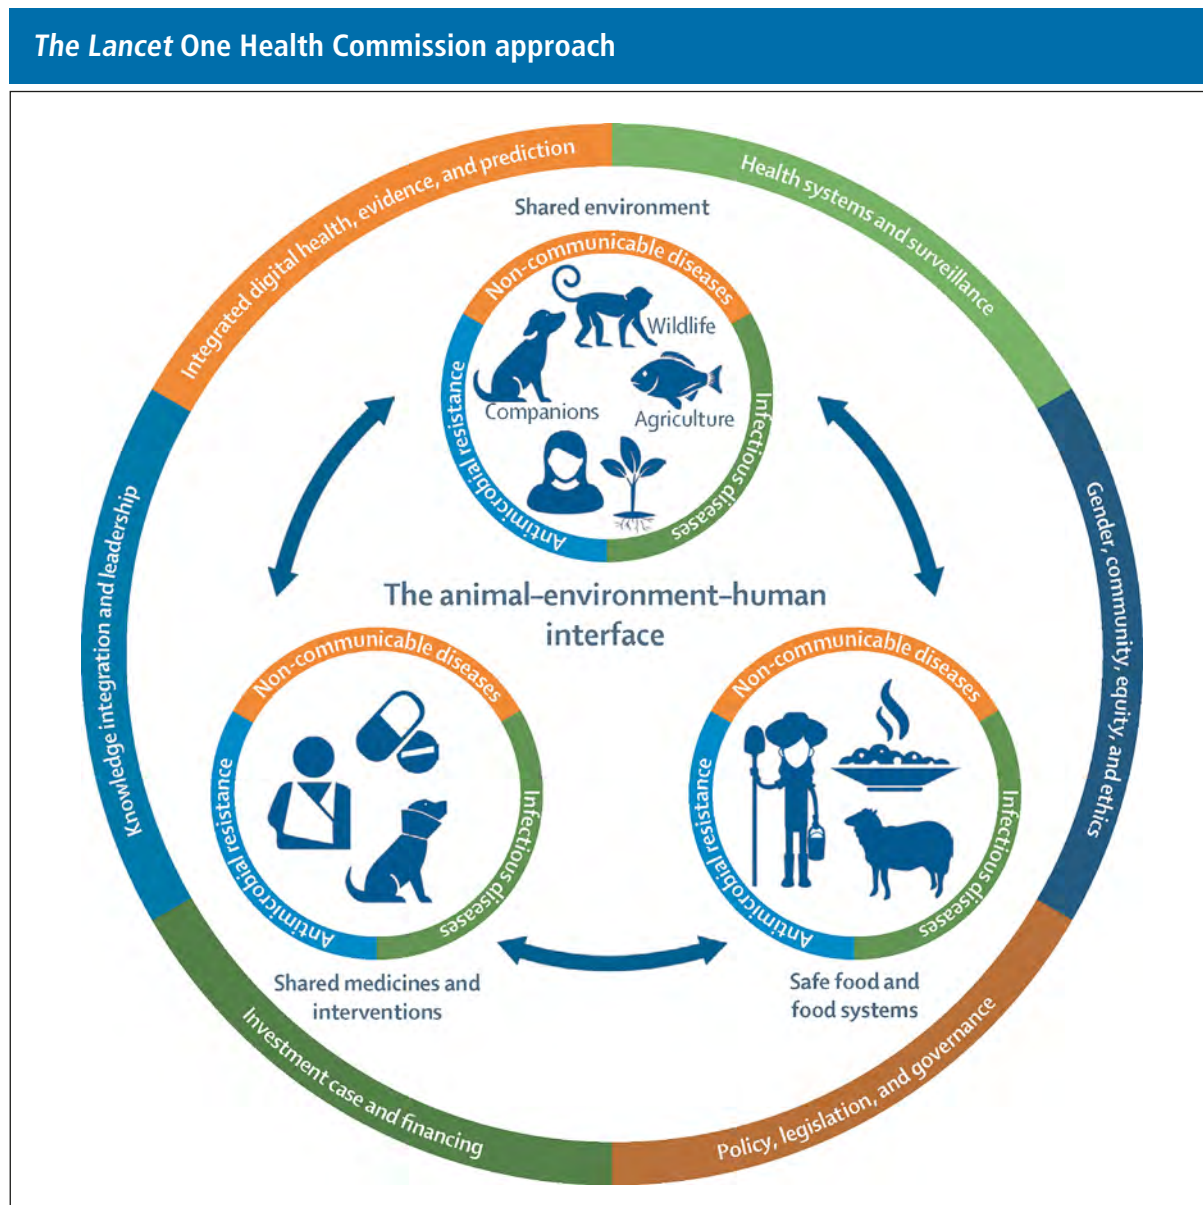 The Lancet One Health Commission approach
Integrated digital health, evidence, and prediction
Health systems and surveillance
Shared environment
Non-communicable diseases
Wildlife
Companions
Agriculture
Antimicrobial resistance
Infectious diseases
Knowledge integration and leadership
Gender, community, equity, and ethics
The animal–environment–human
interface
Non-communicable diseases
Antimicrobial resistance
Infectious diseases
Shared medicines and
interventions
Non-communicable diseases
Antimicrobial resistance
Infectious diseases
Safe food and
food systems
Investment case and financing
Policy, legislation, and governance